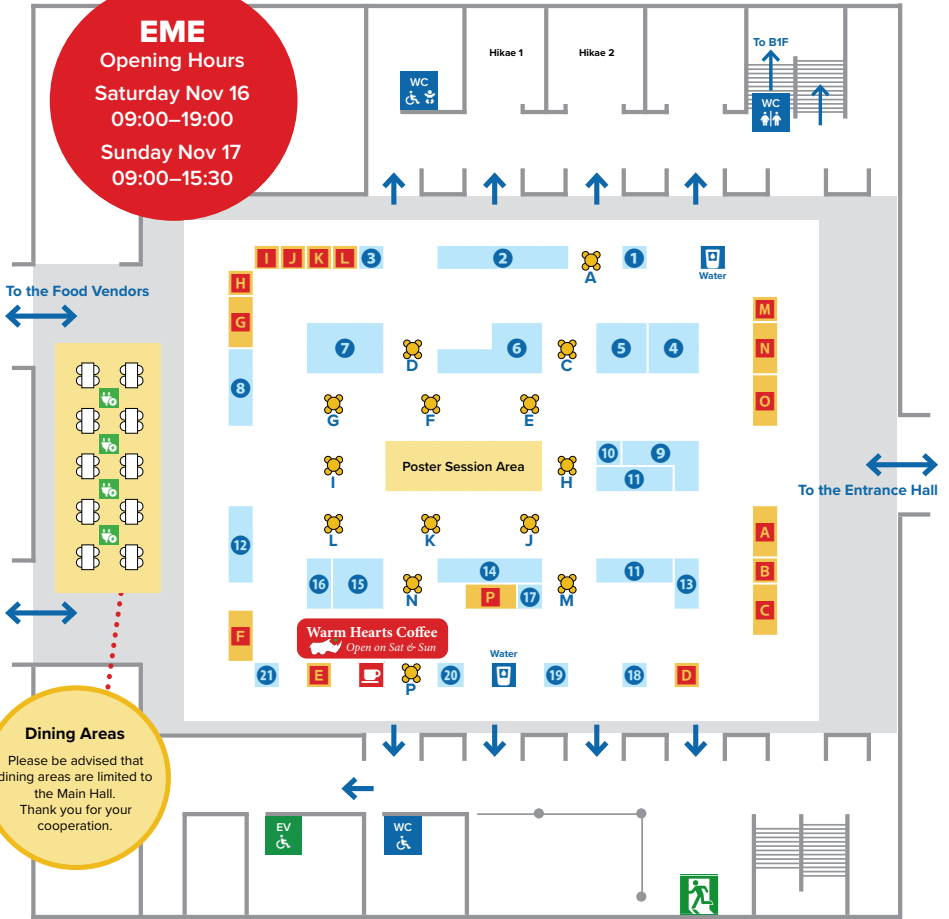 EME
Opening Hours
Saturday Nov 16
09:00–19:00
Sunday Nov 17
09:00–15:30
WC
Hikae 1
Hikae 2
To B1F
WC
I J K L 3
2
1
A
Water
H
To the Food Vendors
G
M
7
D
6
C
5
4
N
8
O
G
F
E
Poster Session Area
I
H
10
9
11
To the Entrance Hall
L
K
J
A
12
B
16
15
N
14
P
17
M
11
13
C
F
Warm Hearts Coffee
Open on Sat & Sun
21
E
P
20
Water
19
18
D
Dining Areas
Please be advised that
dining areas are limited to
the Main Hall.
Thank you for your
cooperation.
EV
WC